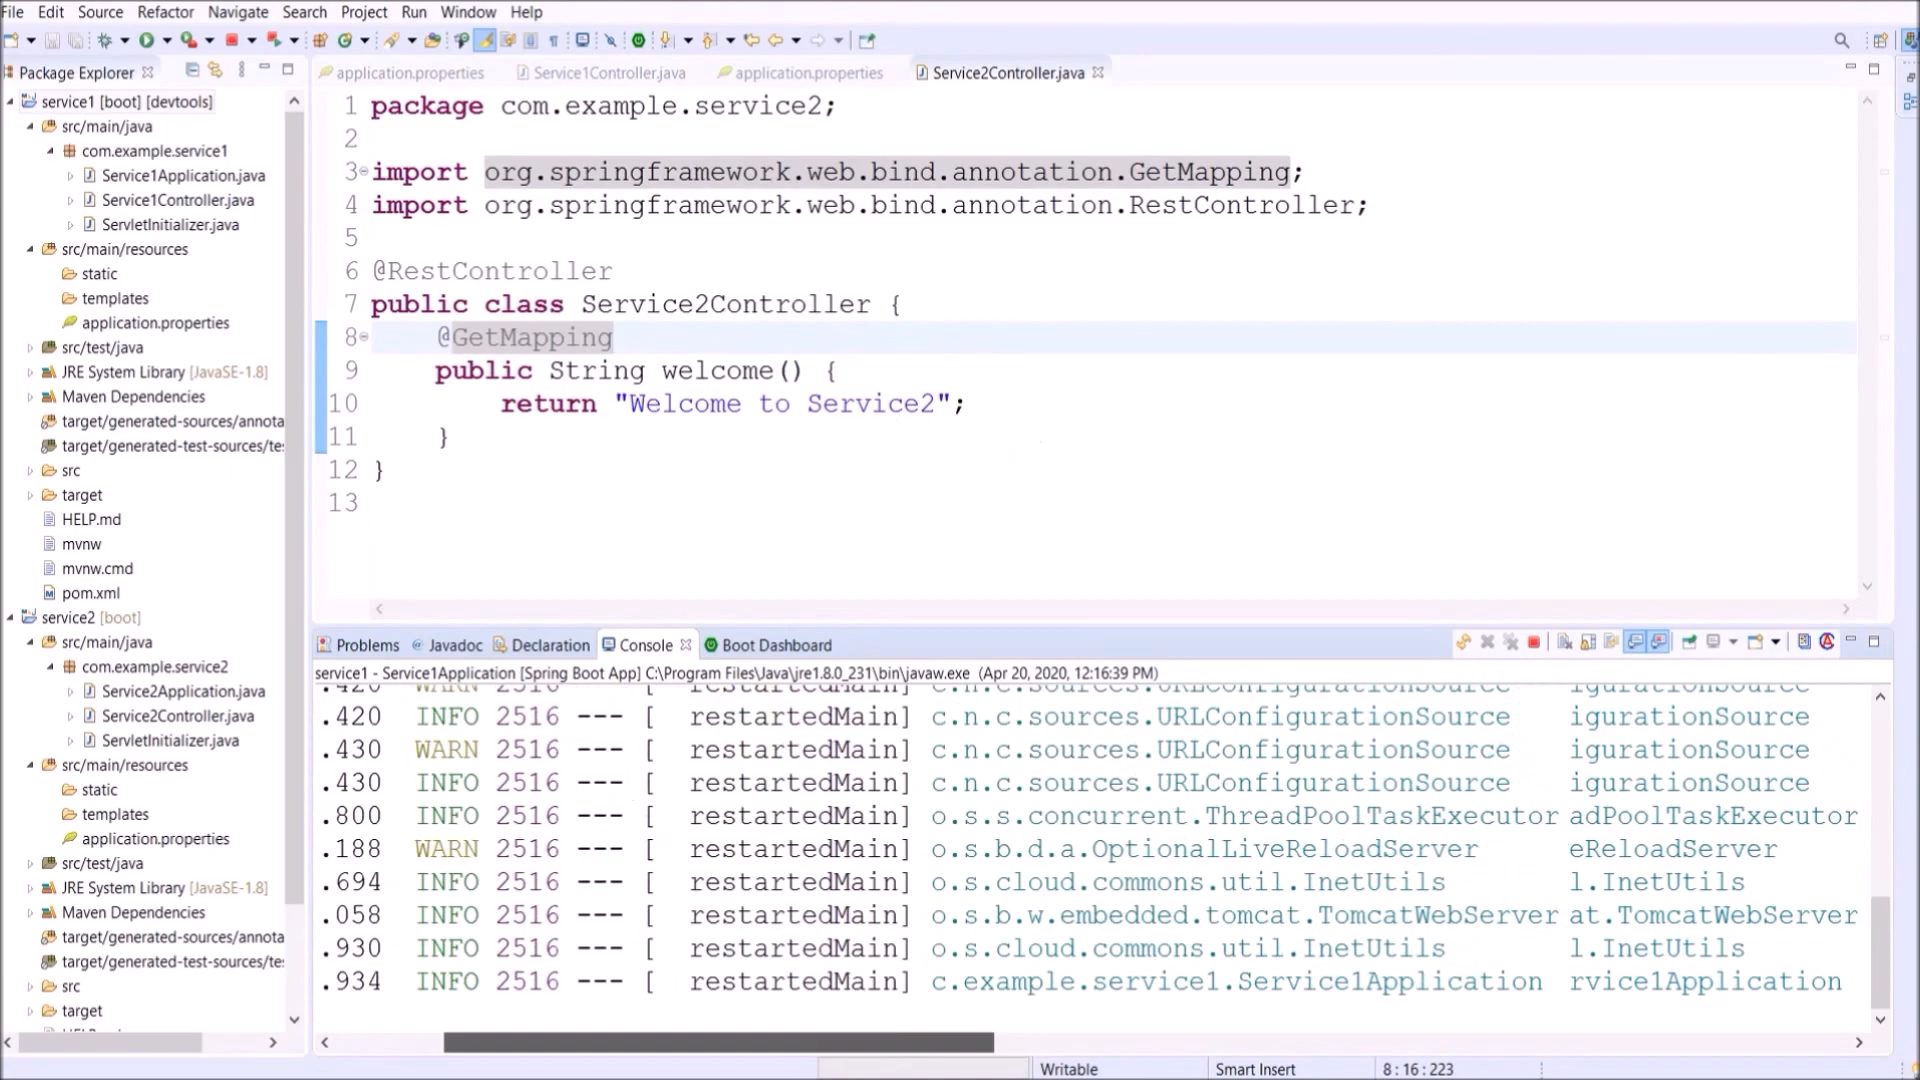 File Edit Source Refactor Navigate Search Project Run Window Help
Package Explorer
application.properties Service1Controller.java application.properties Service2Controller.java
service1 [boot] [devtools]
src/main/java
com.example.service1
Service1Application.java
Service1Controller.java
ServletInitializer.java
src/main/resources
static
templates
application.properties
src/test/java
JRE System Library [JavaSE-1.8]
Maven Dependencies
target/generated-sources/annota
target/generated-test-sources/te
src
target
HELP.md
mvnw
mvnw.cmd
pom.xml
service2 [boot]
src/main/java
com.example.service2
Service2Application.java
Service2Controller.java
ServletInitializer.java
src/main/resources
static
templates
application.properties
src/test/java
JRE System Library [JavaSE-1.8]
Maven Dependencies
target/generated-sources/annota
target/generated-test-sources/te
src
target
1 package com.example.service2;
2
3 import org.springframework.web.bind.annotation.GetMapping;
4 import org.springframework.web.bind.annotation.RestController;
5
6 @RestController
7 public class Service2Controller {
8 @GetMapping
9 public String welcome() {
10 return "Welcome to Service2";
11 }
12 }
13
Problems Javadoc Declaration Console Boot Dashboard
service1 - Service1Application [Spring Boot App] C:\Program Files\Java\jre1.8.0_231\bin\javaw.exe (Apr 20, 2020, 12:16:39 PM)
.420 WARN 2516 --- [ restartedMain] c.n.c.sources.URLConfigurationSource igurationSource
.420 INFO 2516 --- [ restartedMain] c.n.c.sources.URLConfigurationSource igurationSource
.430 WARN 2516 --- [ restartedMain] c.n.c.sources.URLConfigurationSource igurationSource
.430 INFO 2516 --- [ restartedMain] c.n.c.sources.URLConfigurationSource igurationSource
.800 INFO 2516 --- [ restartedMain] o.s.s.concurrent.ThreadPoolTaskExecutor adPoolTaskExecutor
.188 WARN 2516 --- [ restartedMain] o.s.b.d.a.OptionalLiveReloadServer eReloadServer
.694 INFO 2516 --- [ restartedMain] o.s.cloud.commons.util.InetUtils l.InetUtils
.058 INFO 2516 --- [ restartedMain] o.s.b.w.embedded.tomcat.TomcatWebServer at.TomcatWebServer
.930 INFO 2516 --- [ restartedMain] o.s.cloud.commons.util.InetUtils l.InetUtils
.934 INFO 2516 --- [ restartedMain] c.example.service1.Service1Application rvice1Application
Writable Smart Insert 8:16:223